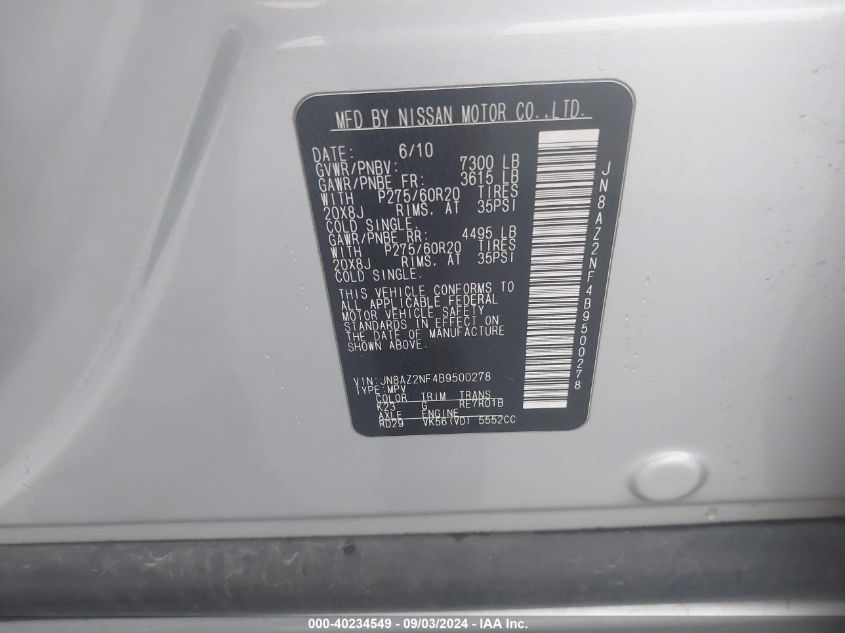 MFD BY NISSAN MOTOR CO.,LTD.
DATE: 6/10
GVWR/PNBV: 7300 LB
GAWR/PNBE FR: 3615 LB
WITH P275/60R20 TIRES
20X8J RIMS. AT 35PSI
COLD SINGLE.
GAWR/PNBE RR: 4495 LB
WITH P275/60R20 TIRES
20X8J RIMS. AT 35PSI
COLD SINGLE.
THIS VEHICLE CONFORMS TO
ALL APPLICABLE FEDERAL
MOTOR VEHICLE SAFETY
STANDARDS IN EFFECT ON
THE DATE OF MANUFACTURE
SHOWN ABOVE.
VIN:JN8AZ2NF4B9500278
TYPE:MPV
COLOR TRIM TRANS
K23 G RE7R01B
AXLE ENGINE
RD29 VK56(VD) 5552CC
JN8AZ2NF4B9500278
000-40234549 - 09/03/2024 - IAA Inc.